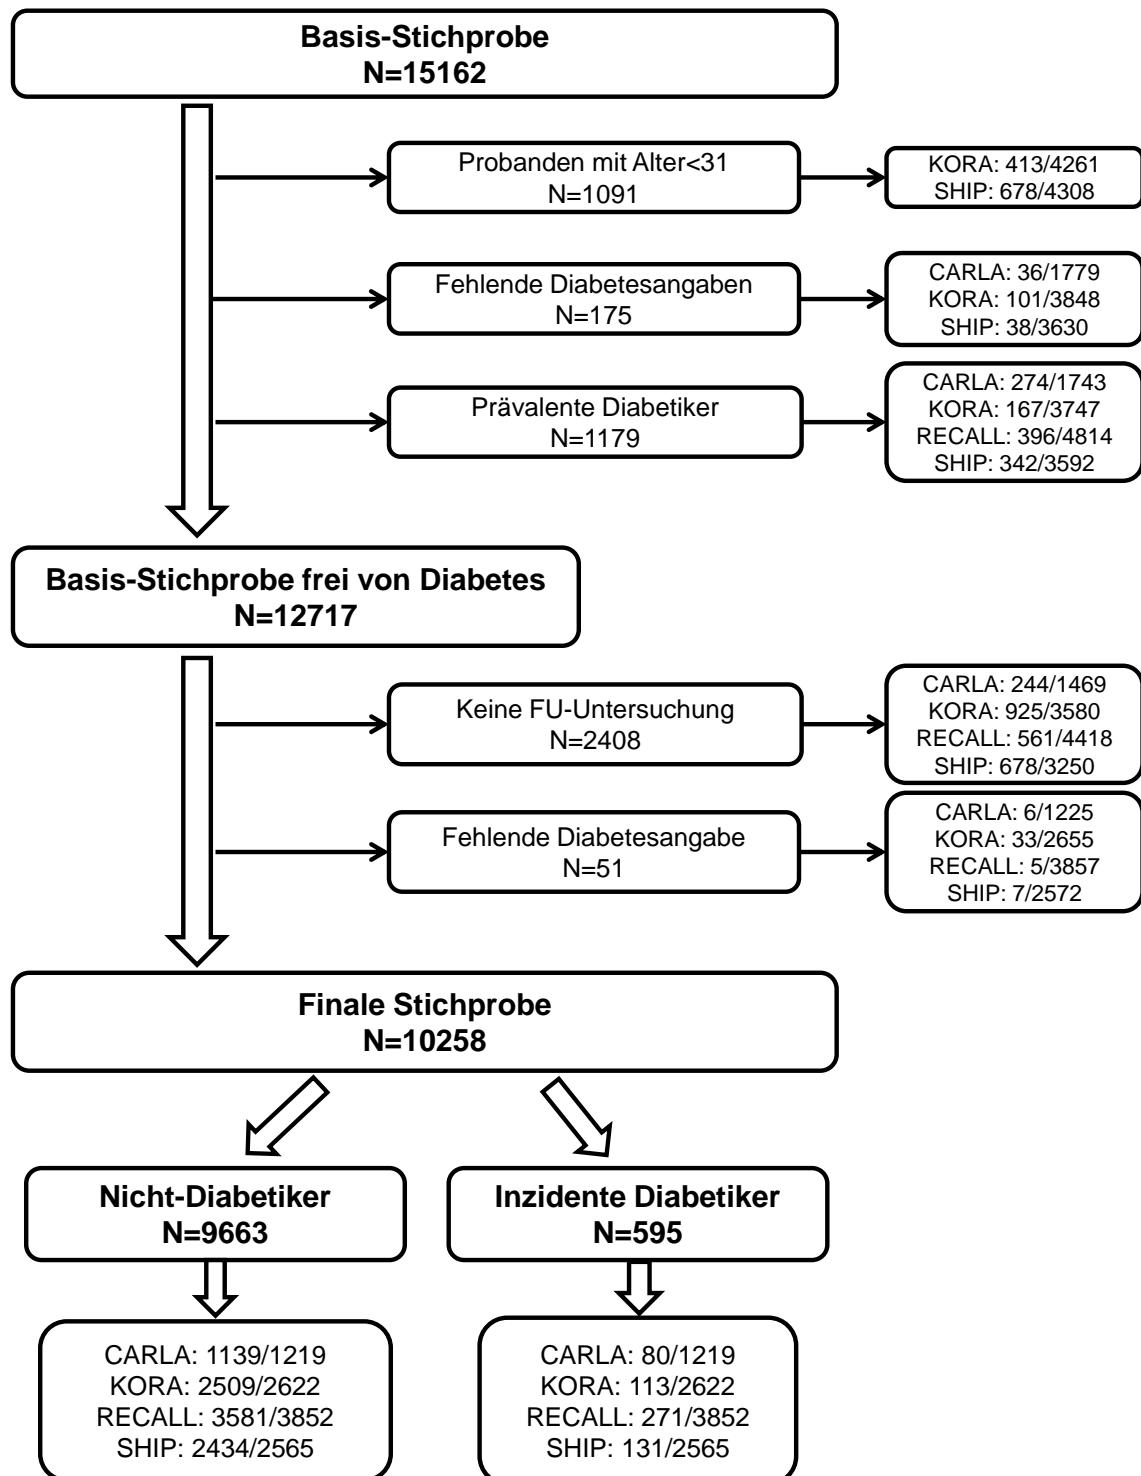 Basis-Stichprobe
N=15162
Probanden mit Alter<31
N=1091
KORA: 413/4261
SHIP: 678/4308
Fehlende Diabetesangaben
N=175
CARLA: 36/1779
KORA: 101/3848
SHIP: 38/3630
Prävalente Diabetiker
N=1179
CARLA: 274/1743
KORA: 167/3747
RECALL: 396/4814
SHIP: 342/3592
Basis-Stichprobe frei von Diabetes
N=12717
Keine FU-Untersuchung
N=2408
CARLA: 244/1469
KORA: 925/3580
RECALL: 561/4418
SHIP: 678/3250
Fehlende Diabetesangabe
N=51
CARLA: 6/1225
KORA: 33/2655
RECALL: 5/3857
SHIP: 7/2572
Finale Stichprobe
N=10258
Nicht-Diabetiker
N=9663
Inzidente Diabetiker
N=595
CARLA: 1139/1219
KORA: 2509/2622
RECALL: 3581/3852
SHIP: 2434/2565
CARLA: 80/1219
KORA: 113/2622
RECALL: 271/3852
SHIP: 131/2565